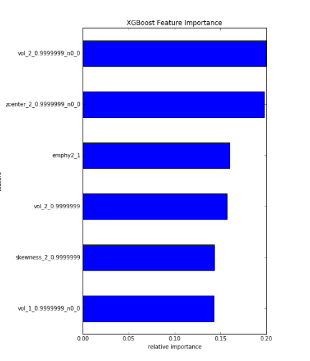 XGBoost Feature Importance
vol_2_0.9999999_n0_0
zcenter_2_0.9999999_n0_0
emphy2_1
vol_2_0.9999999
skewness_2_0.9999999
vol_1_0.9999999_n0_0
0.00 0.05 0.10 0.15 0.20
relative importance